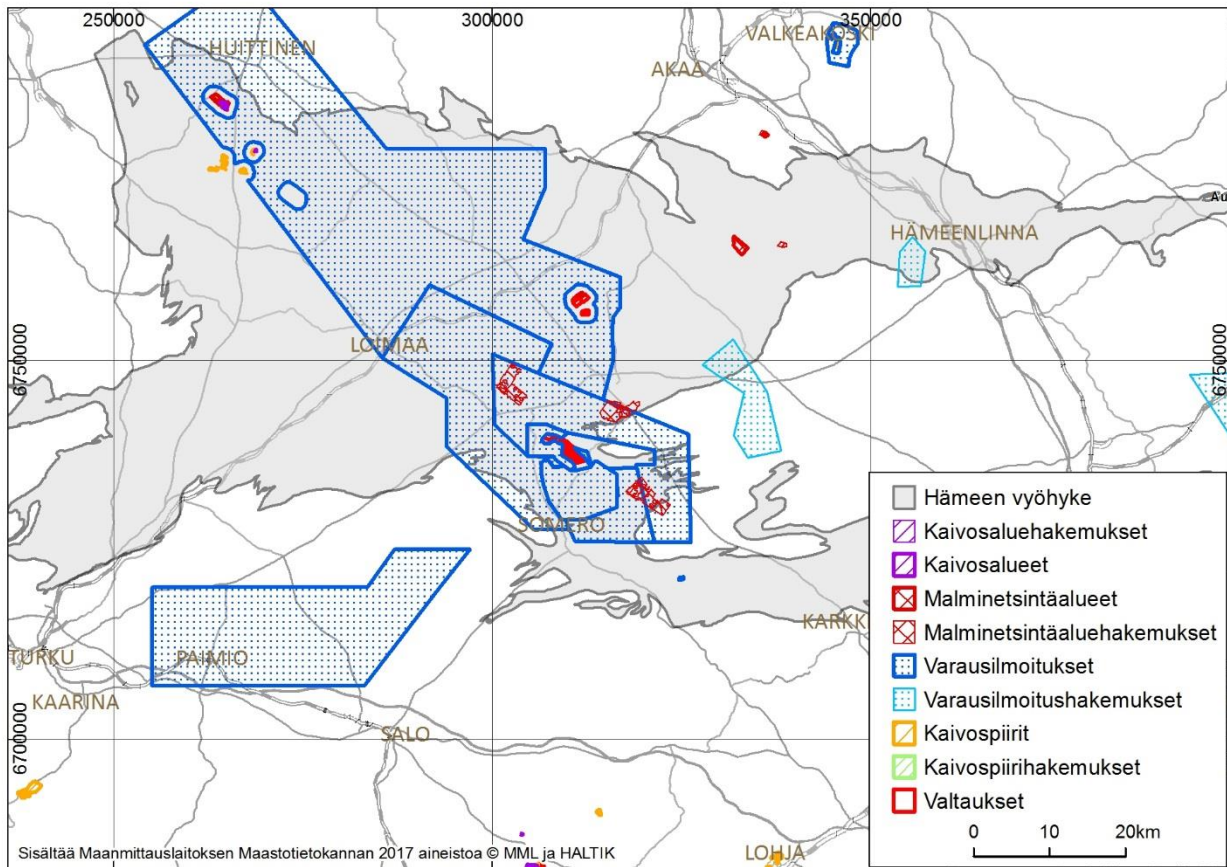 250000
300000
350000
HUITTINEN
VALKEAKOSKI
AKAA
Au
HÄMEENLINNA
LOIMAA
6750000
6750000
SOMERO
KARKK
TURKU
PAIMIO
KAARINA
SALO
6700000
LOHJA
Hämeen vyöhyke
Kaivosaluehakemukset
Kaivosalueet
Malminetsintäalueet
Malminetsintäaluehakemukset
Varausilmoitukset
Varausilmoitushakemukset
Kaivospiirit
Kaivospiirihakemukset
Valtaukset
0 10 20km
Sisältää Maanmittauslaitoksen Maastotietokannan 2017 aineistoa © MML ja HALTIK